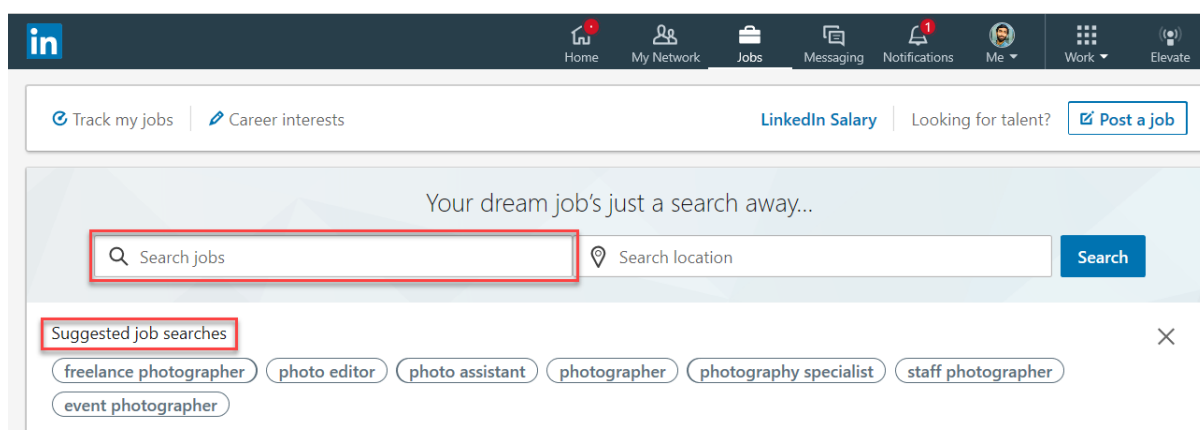 in
1
Home My Network Jobs Messaging Notifications Me Work Elevate
Track my jobs Career interests LinkedIn Salary Looking for talent? Post a job
Your dream job's just a search away...
Search jobs Search location Search
Suggested job searches
freelance photographer photo editor photo assistant photographer photography specialist staff photographer
event photographer